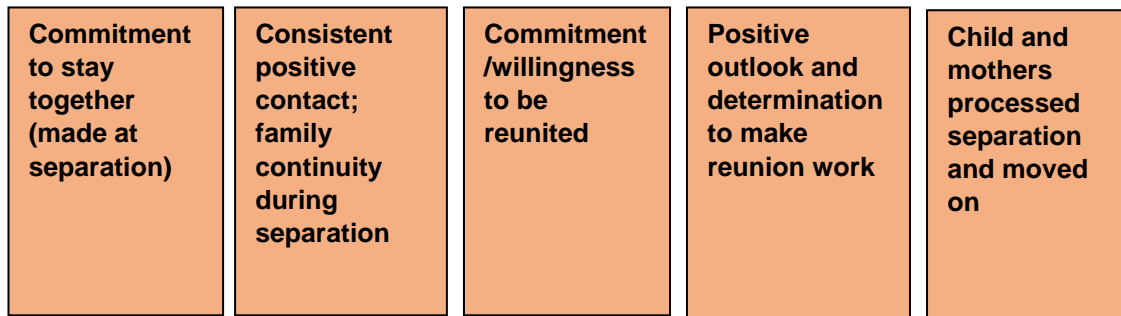 Commitment
to stay
together
(made at
separation)
Consistent
positive
contact;
family
continuity
during
separation
Commitment
/willingness
to be
reunited
Positive
outlook and
determination
to make
reunion work
Child and
mothers
processed
separation
and moved
on